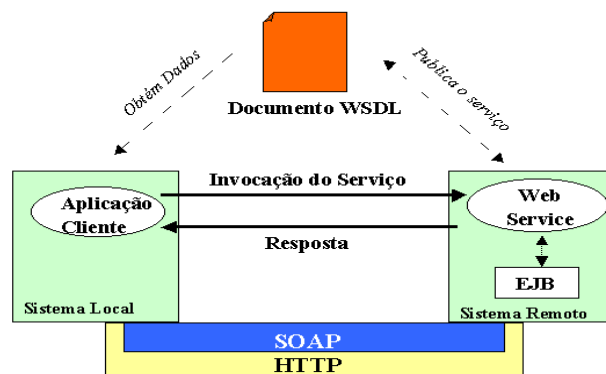 Obtém Dados
Publica o serviço
Documento WSDL
Invocação do Serviço
Aplicação
Cliente
Web
Service
Resposta
EJB
Sistema Local
Sistema Remoto
SOAP
HTTP